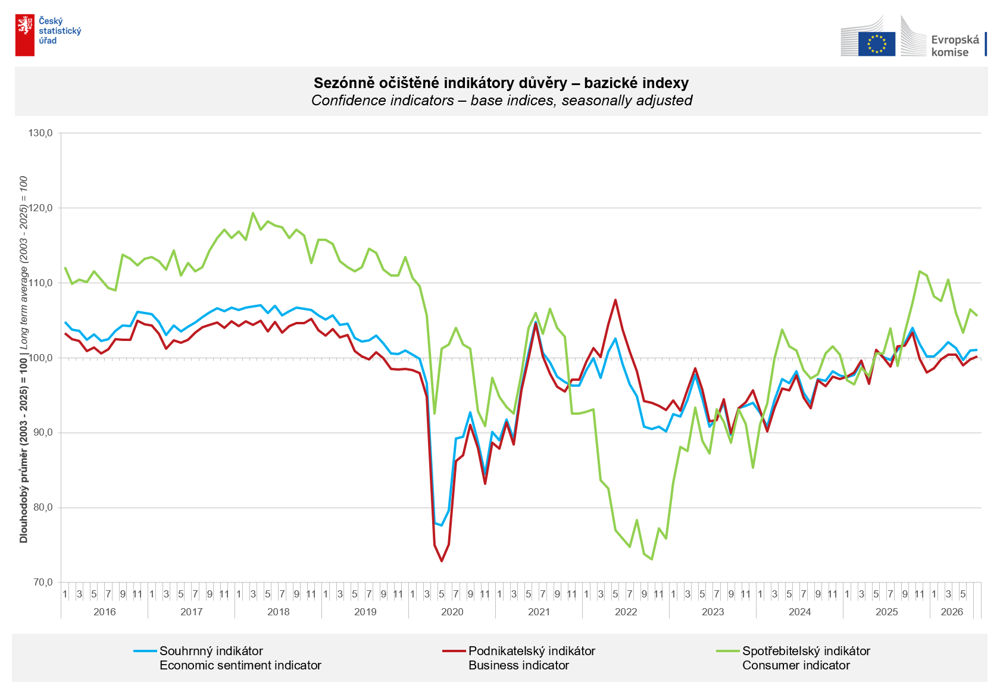 Český
statistický
úřad
Evropská
komise
Sezónně očištěné indikátory důvěry – bazické indexy
Confidence indicators – base indices, seasonally adjusted
Dlouhodobý průměr (2003 - 2025) = 100 | Long term average (2003 - 2025) = 100
130,0
120,0
110,0
100,0
90,0
80,0
70,0
1 3 5 7 9 11 1 3 5 7 9 11 1 3 5 7 9 11 1 3 5 7 9 11 1 3 5 7 9 11 1 3 5 7 9 11 1 3 5 7 9 11 1 3 5 7 9 11 1 3 5 7 9 11 1 3 5 7 9 11 1 3 5
2016 2017 2018 2019 2020 2021 2022 2023 2024 2025 2026
Souhrnný indikátor
Economic sentiment indicator
Podnikatelský indikátor
Business indicator
Spotřebitelský indikátor
Consumer indicator